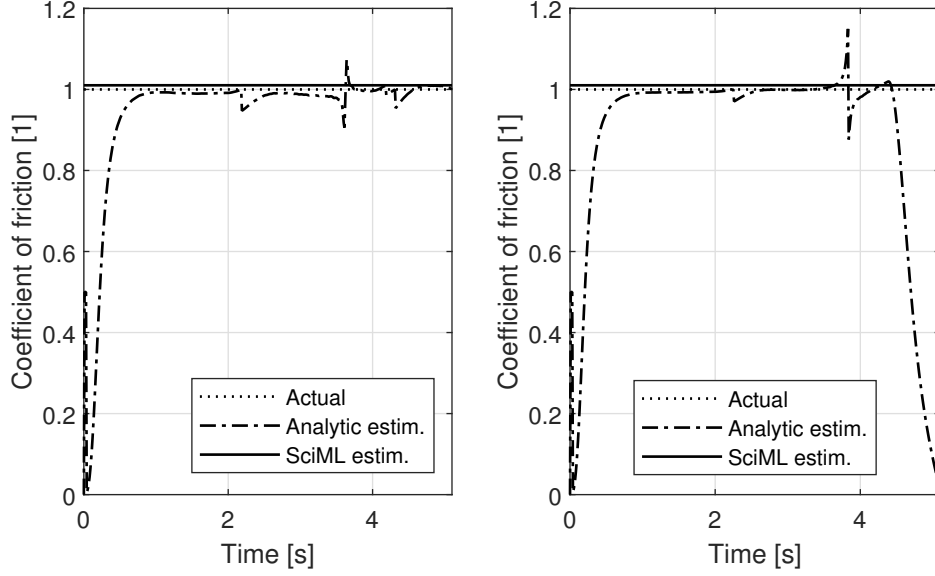 Coefficient of friction [1]
1.2
1
0.8
0.6
0.4
0.2
0
0
2
4
Time [s]
Actual
Analytic estim.
SciML estim.
Coefficient of friction [1]
1.2
1
0.8
0.6
0.4
0.2
0
0
2
4
Time [s]
Actual
Analytic estim.
SciML estim.